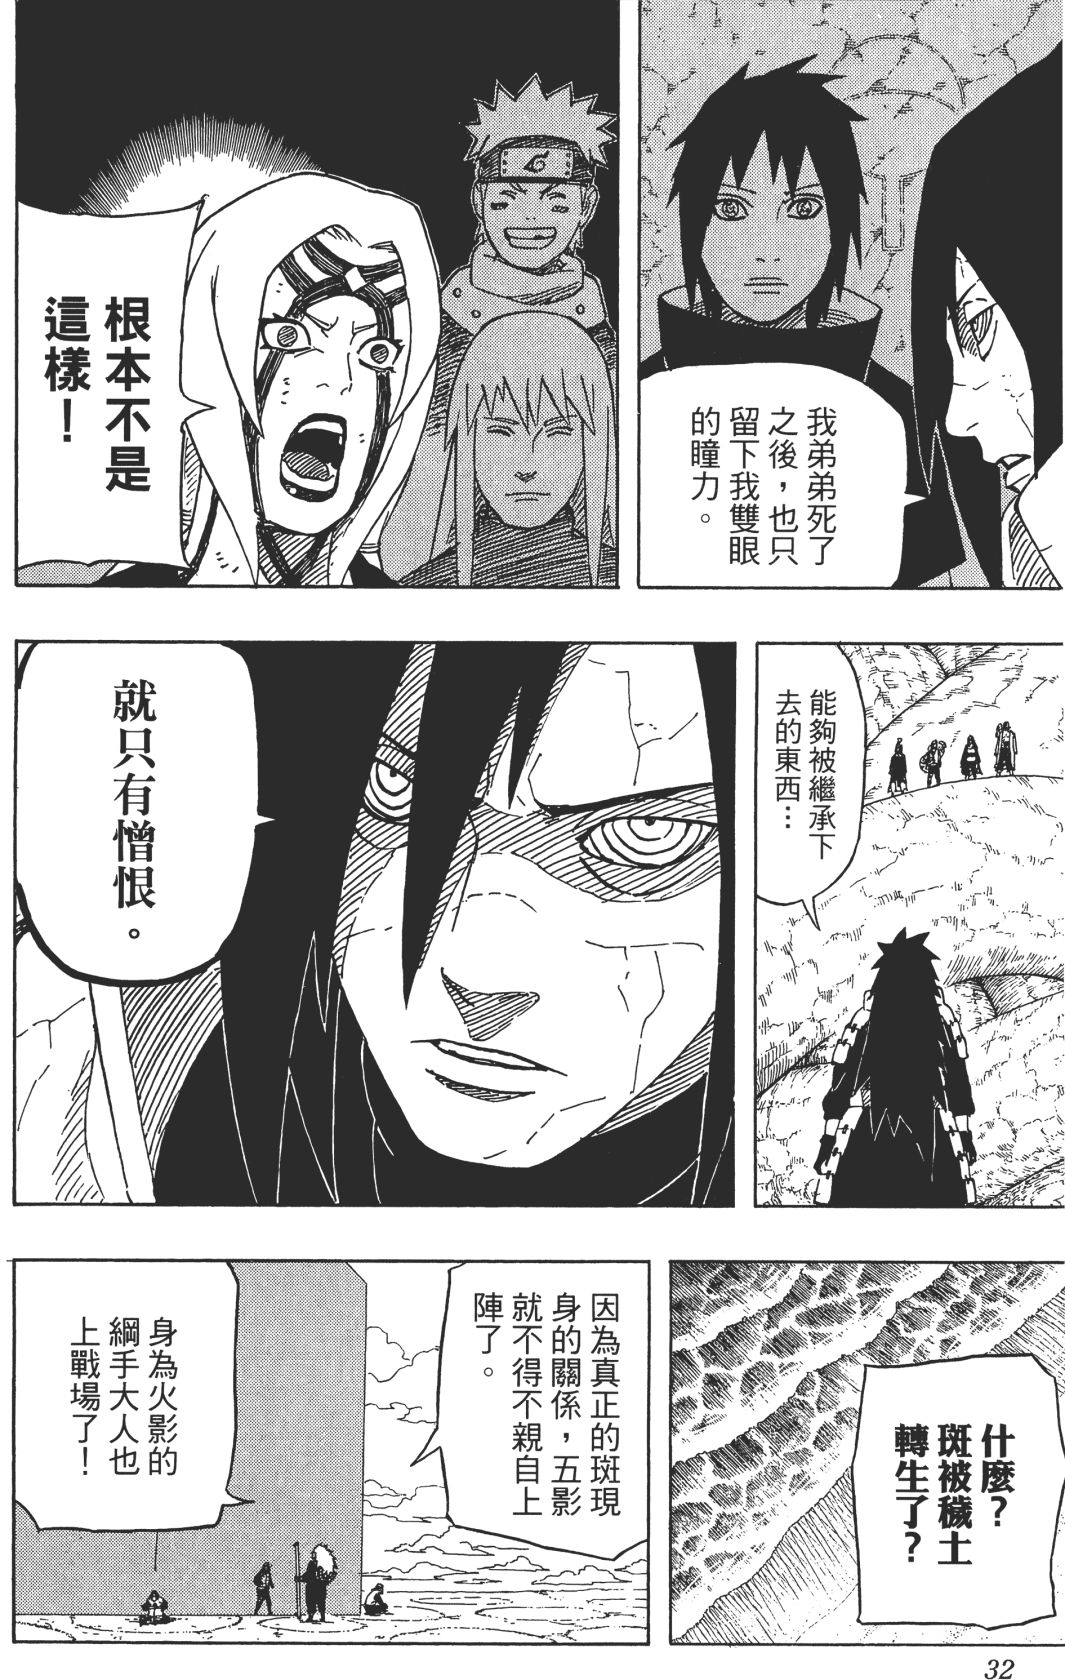 我弟弟死了
之後，也只
留下我雙眼
的瞳力。
根本不是
這樣！
能夠被繼承下
去的東西…
就只有憎恨。
什麼？
斑被穢土
轉生了？
因為真正的斑現
身的關係，五影
就不得不親自上
陣了。
身為火影的
綱手大人也
上戰場了！
32